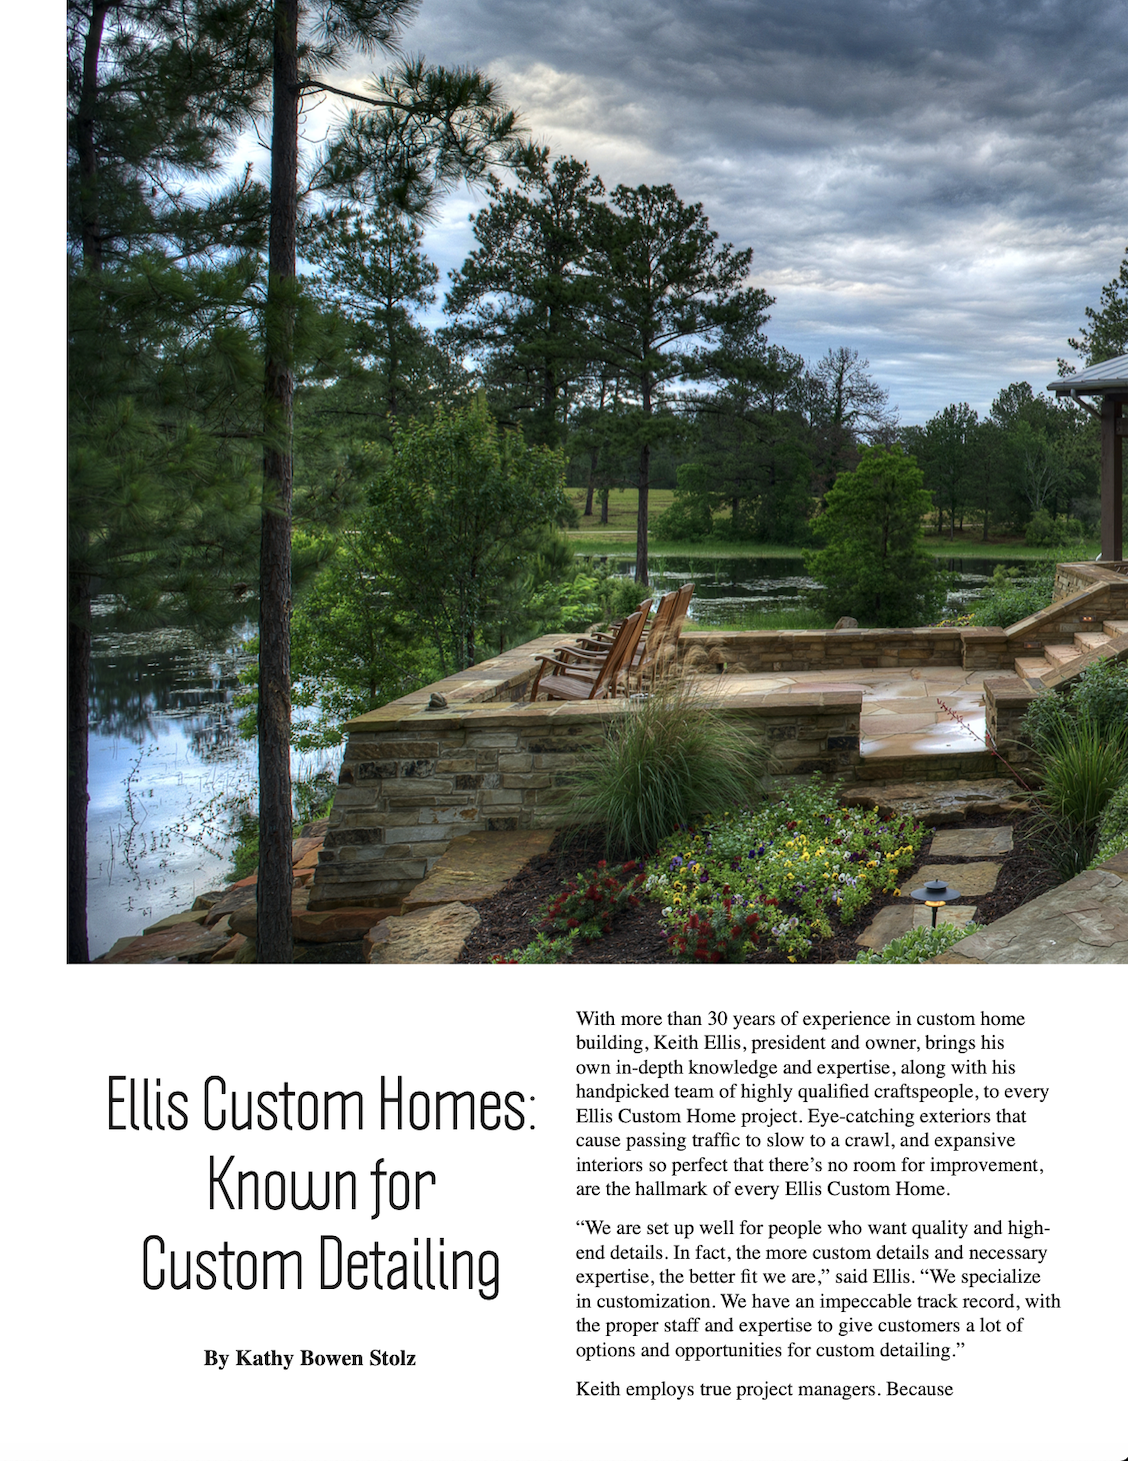 Ellis Custom Homes:
Known for
Custom Detailing
By Kathy Bowen Stolz
With more than 30 years of experience in custom home
building, Keith Ellis, president and owner, brings his
own in-depth knowledge and expertise, along with his
handpicked team of highly qualified craftspeople, to every
Ellis Custom Home project. Eye-catching exteriors that
cause passing traffic to slow to a crawl, and expansive
interiors so perfect that there’s no room for improvement,
are the hallmark of every Ellis Custom Home.
“We are set up well for people who want quality and high-
end details. In fact, the more custom details and necessary
expertise, the better fit we are,” said Ellis. “We specialize
in customization. We have an impeccable track record, with
the proper staff and expertise to give customers a lot of
options and opportunities for custom detailing.”
Keith employs true project managers. Because